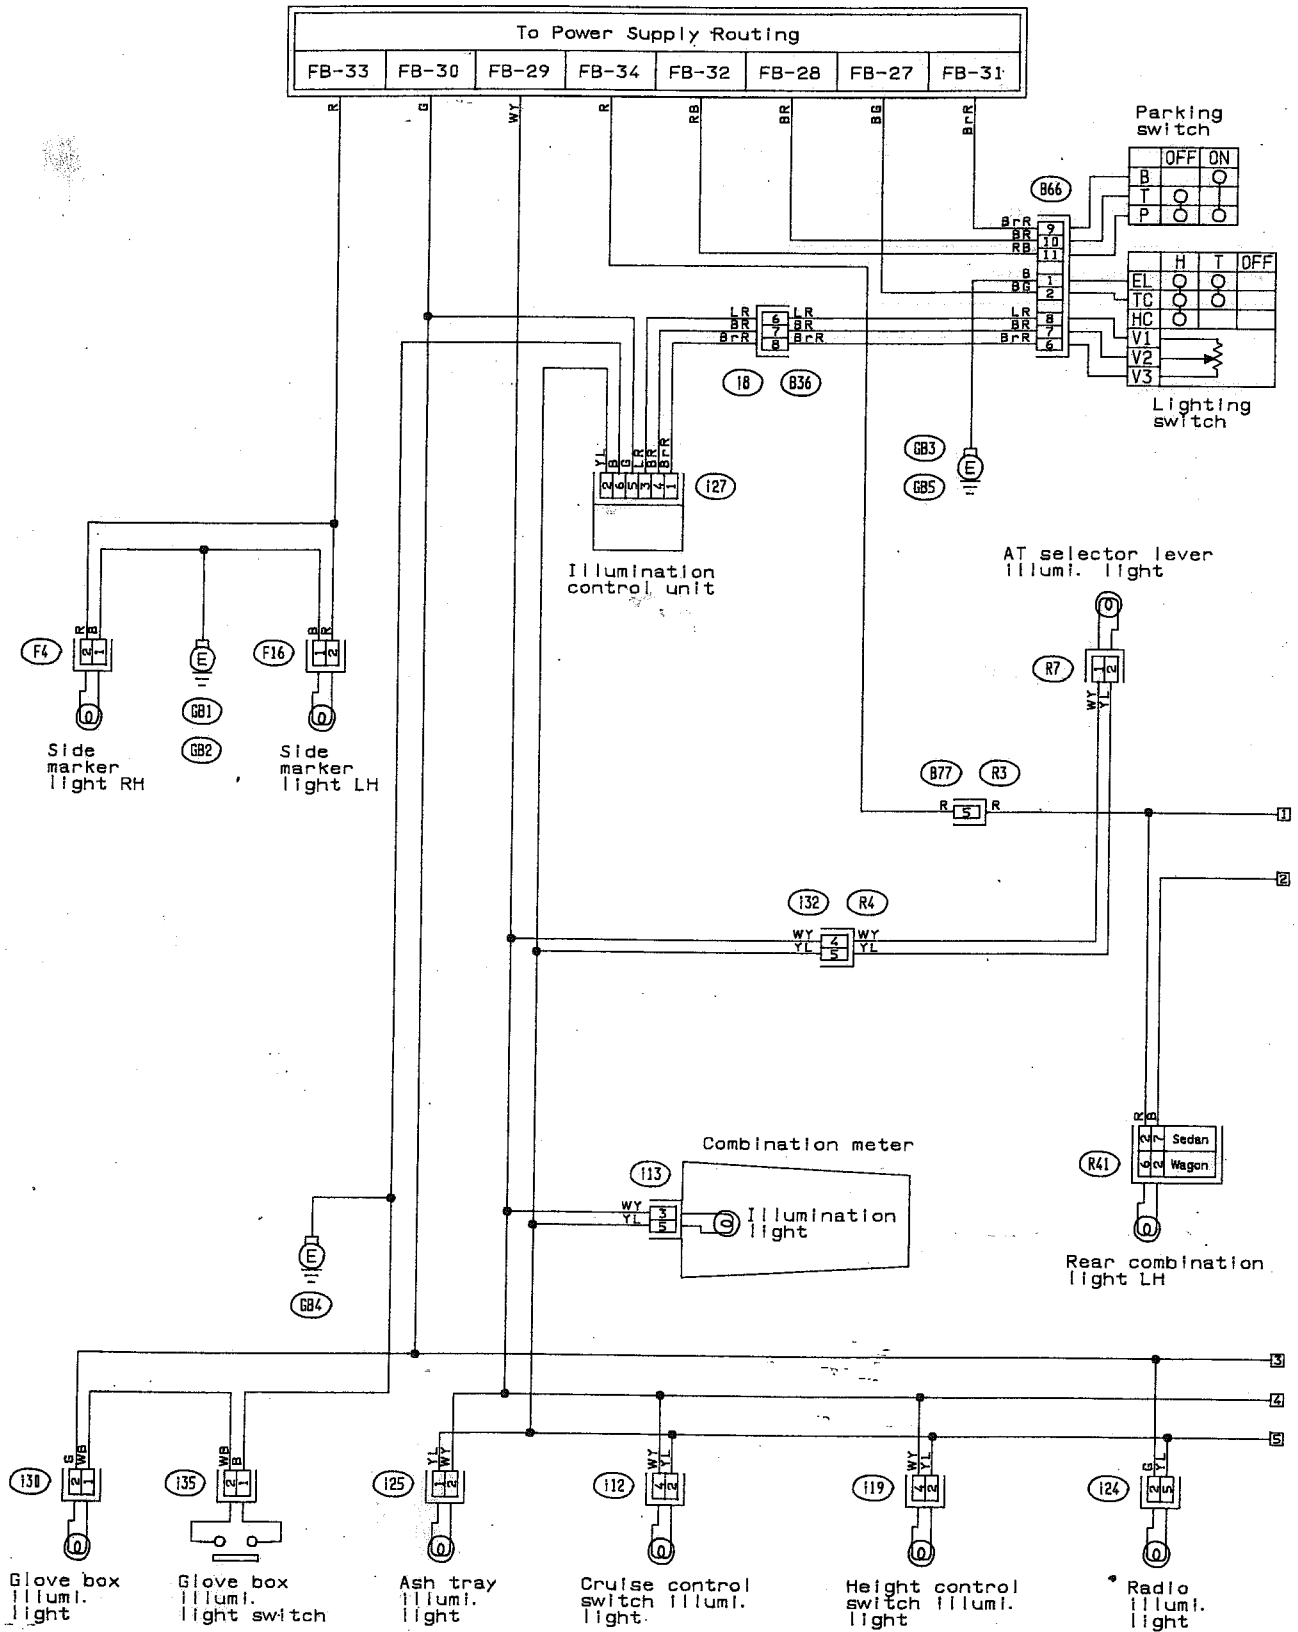 To Power Supply Routing
FB-33 FB-30 FB-29 FB-34 FB-32 FB-28 FB-27 FB-31
R G WY R RB BR BG BrR
Parking
switch
OFF ON
B
T
P
B66
BrR 9
BR 10
RB 11
B 1
BG 2
LR 8
BR 7
BrR 6
H T OFF
EL
TC
HC
V1
V2
V3
Lighting
switch
LR 6 LR
BR 7 BR
BrR 8 BrR
i8 B36
YL B G LR BR BrR
2 6 5 3 4 1
i27
Illumination
control unit
GB3
E
GB5
AT selector lever
illumi. light
R7
1 2
WY YL
R B
F4
2 1
E
GB1
GB2
B R
F16
1 2
Side
marker
light RH
Side
marker
light LH
B77 R3
R 5 R
1
2
i32 R4
WY 4 WY
YL 5 YL
R B
R41
2 7 Sedan
6 2 Wagon
Rear combination
light LH
Combination meter
i13
WY 3
YL 5
Illumination
light
E
GB4
3
4
5
G WB
i30
2 1
WB B
i35
2 1
YL WY
i25
1 2
WY YL
i12
4 2
WY YL
i19
4 2
G YL
i24
2 5
Glove box
illumi.
light
Glove box
illumi.
light switch
Ash tray
illumi.
light
Cruise control
switch illumi.
light
Height control
switch illumi.
light
Radio
illumi.
light